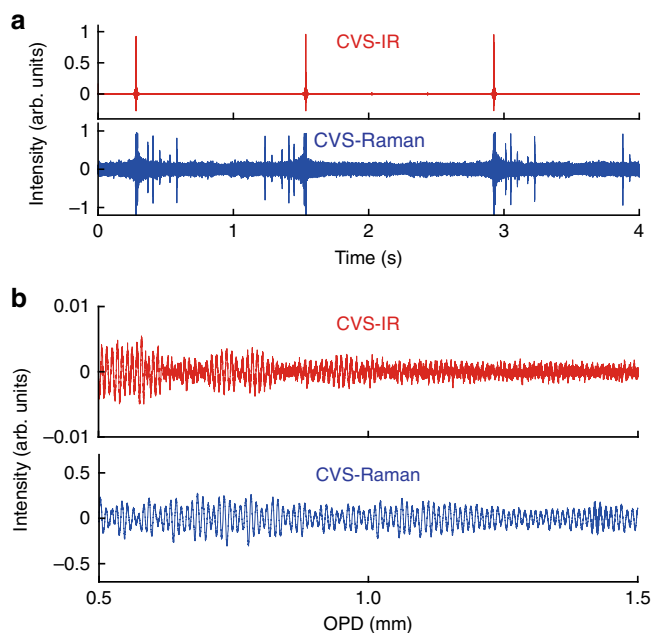 a
CVS-IR
1
0.5
0
CVS-Raman
1
0
−1
Intensity (arb. units)
0 1 2 3 4
Time (s)
b
0.01
CVS-IR
0
−0.01
CVS-Raman
0.5
0
−0.5
Intensity (arb. units)
0.5 1.0 1.5
OPD (mm)